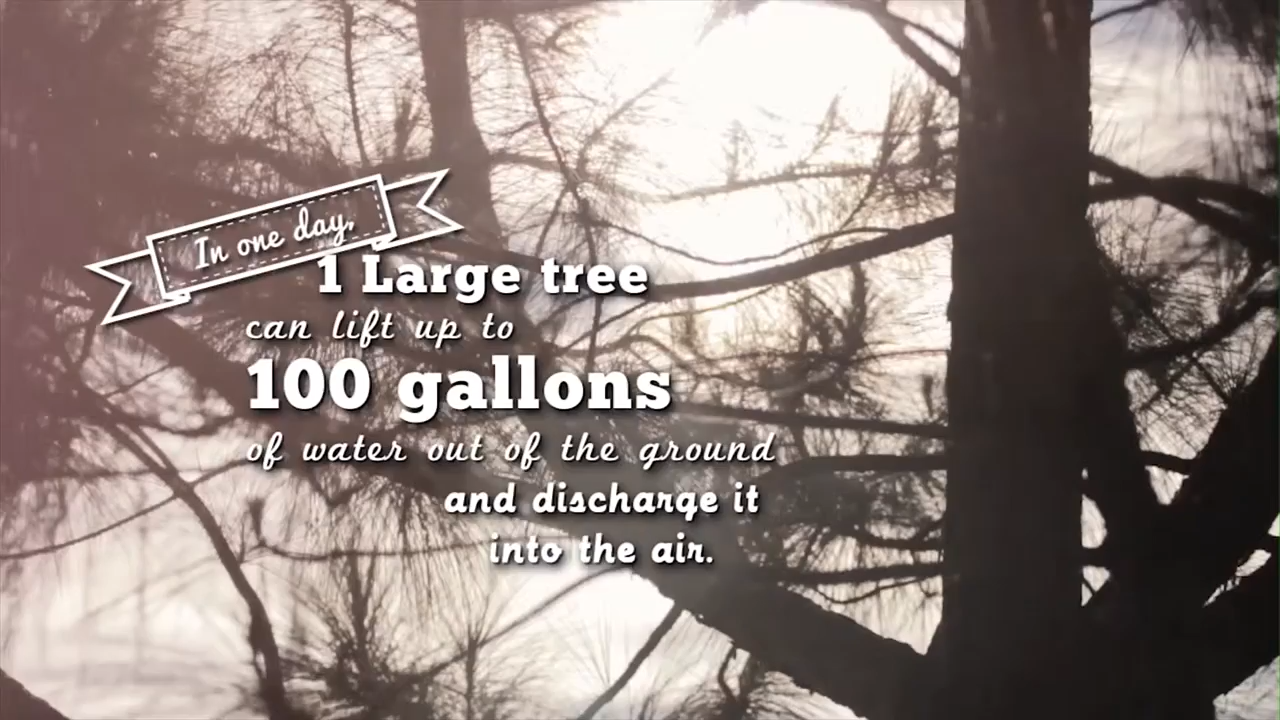 In one day,
1 Large tree
can lift up to
100 gallons
of water out of the ground
and discharge it
into the air.